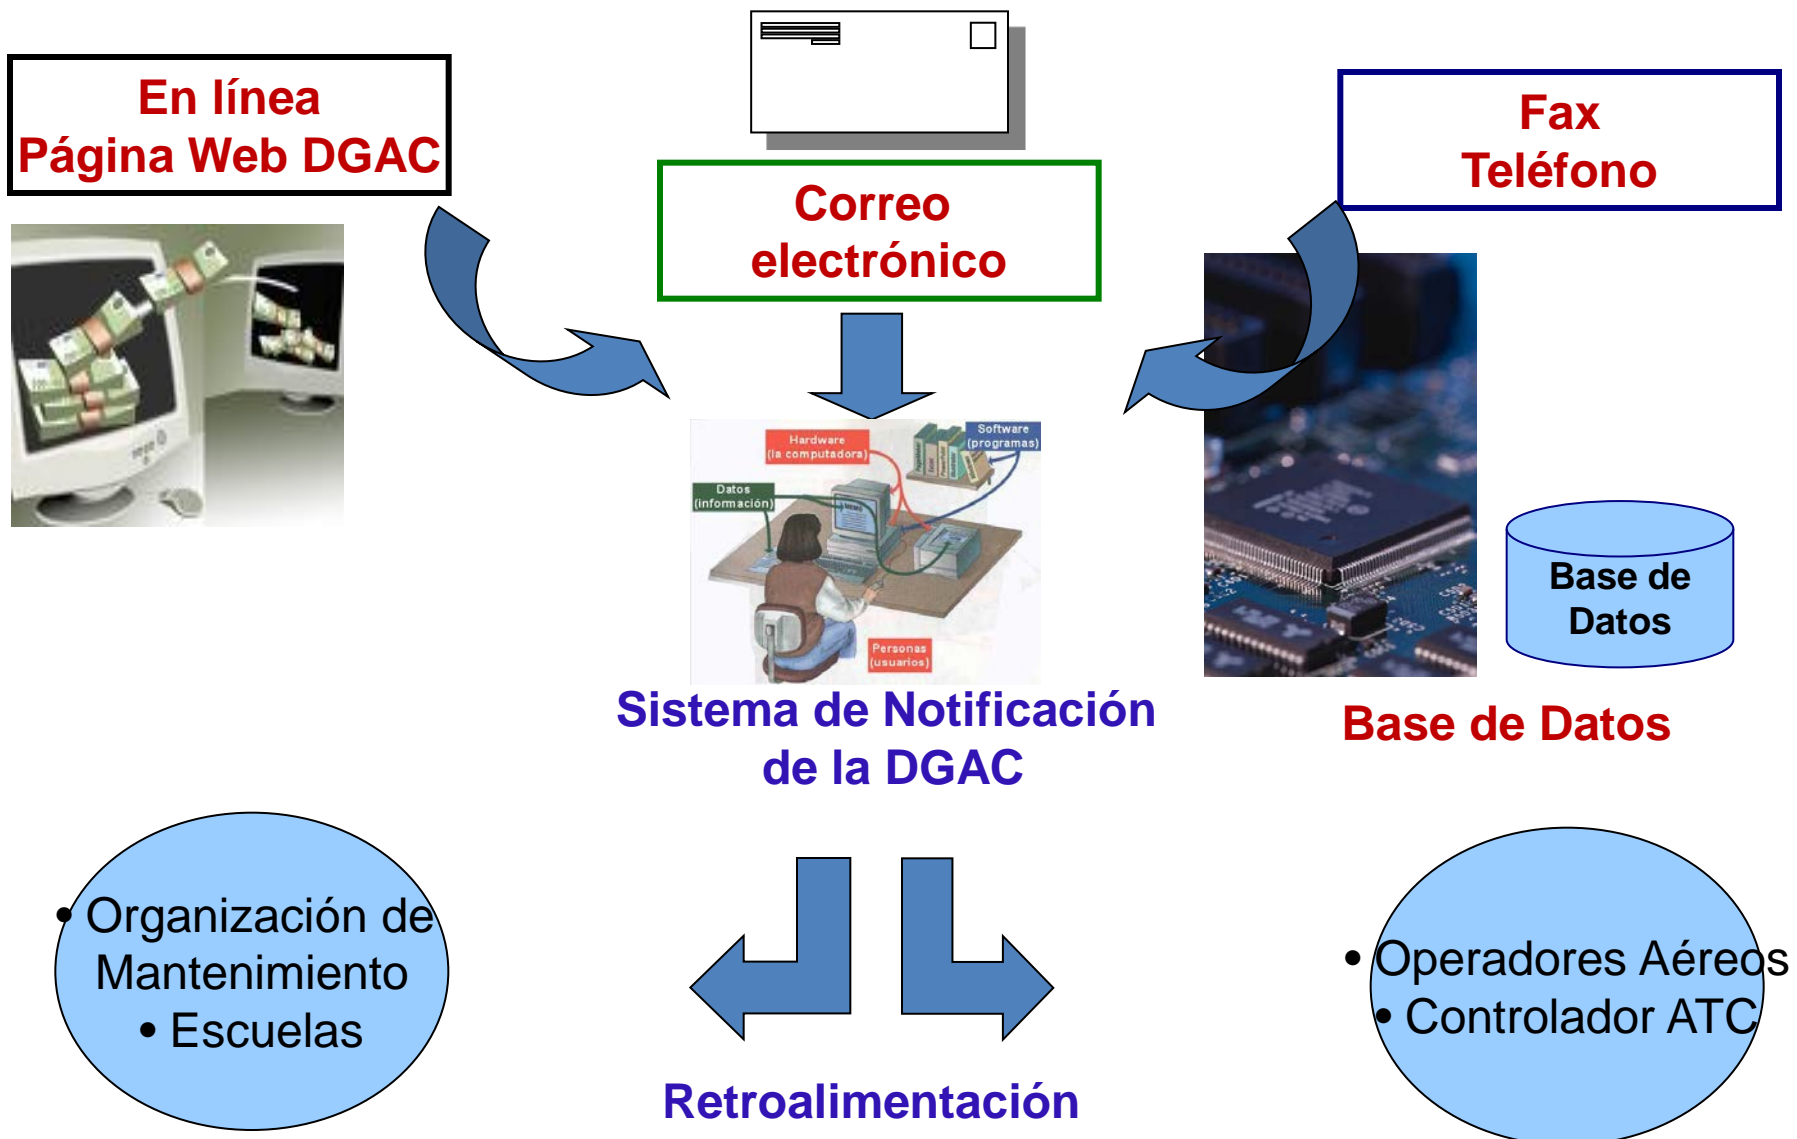 En línea
Página Web DGAC
Correo
electrónico
Fax
Teléfono
Hardware
(la computadora)
Software
(programas)
Datos
(información)
MEMO
Personas
(usuarios)
Base de
Datos
Sistema de Notificación
de la DGAC
Base de Datos
• Organización de
Mantenimiento
• Escuelas
• Operadores Aéreos
• Controlador ATC
Retroalimentación